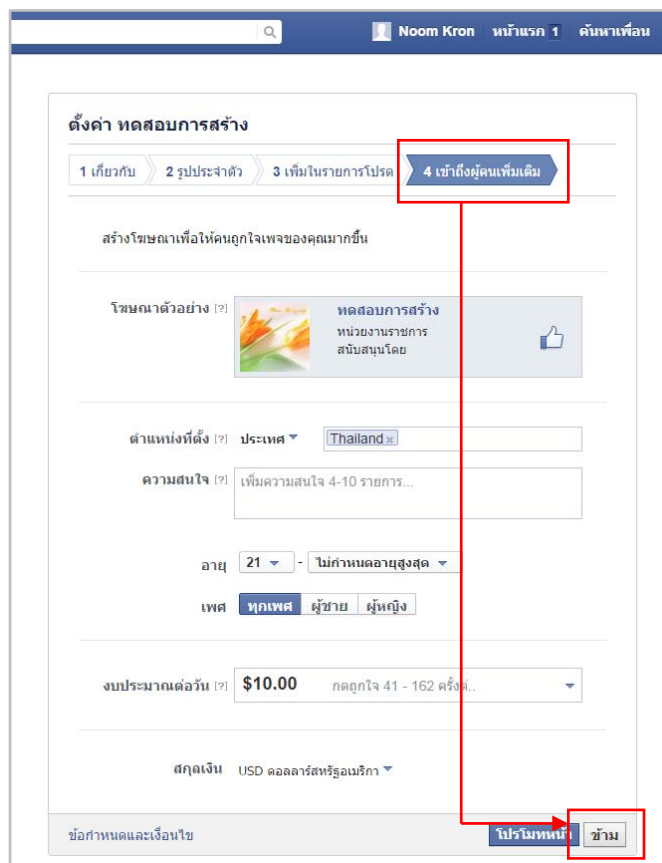 Noom Kron หน้าแรก 1 ค้นหาเพื่อน
ตั้งค่า ทดสอบการสร้าง
1 เกี่ยวกับ 2 รูปประจำตัว 3 เพิ่มในรายการโปรด 4 เข้าถึงผู้คนเพิ่มเติม
สร้างโฆษณาเพื่อให้คนถูกใจเพจของคุณมากขึ้น
โฆษณาตัวอย่าง [?] ทดสอบการสร้าง
หน่วยงานราชการ
สนับสนุนโดย
ตำแหน่งที่ตั้ง [?] ประเทศ Thailand ×
ความสนใจ [?] เพิ่มความสนใจ 4-10 รายการ...
อายุ 21 - ไม่กำหนดอายุสูงสุด
เพศ ทุกเพศ ผู้ชาย ผู้หญิง
งบประมาณต่อวัน [?] $10.00 กดถูกใจ 41 - 162 ครั้งต่..
สกุลเงิน USD ดอลลาร์สหรัฐอเมริกา
ข้อกำหนดและเงื่อนไข โปรโมทหน้า ข้าม